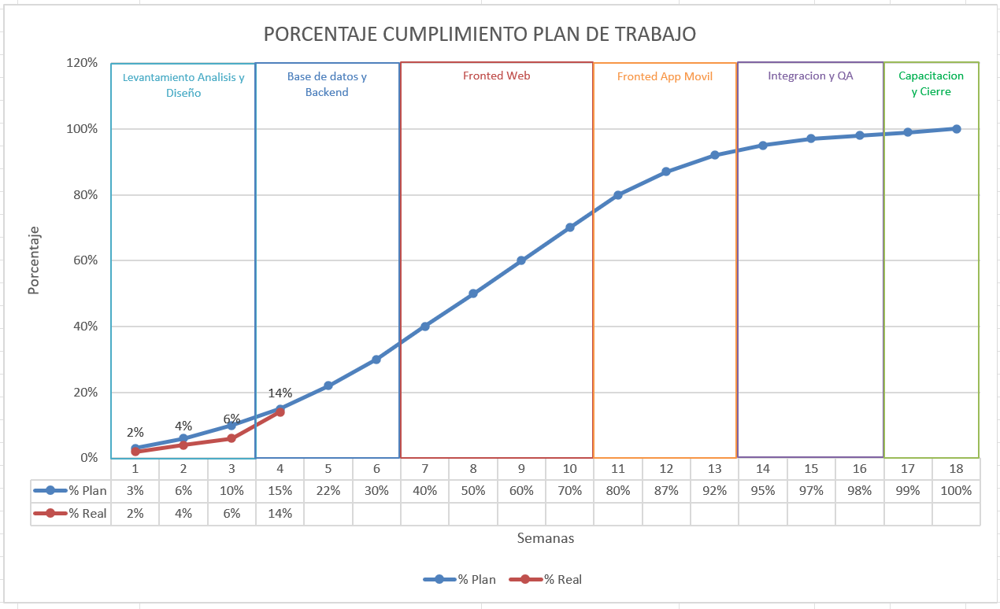 PORCENTAJE CUMPLIMIENTO PLAN DE TRABAJO
120%
100%
80%
60%
40%
20%
0%
Porcentaje
Levantamiento Analisis y
Diseño
Base de datos y
Backend
Fronted Web
Fronted App Movil
Integracion y QA
Capacitacion
y Cierre
2%
4%
6%
14%
1 2 3 4 5 6 7 8 9 10 11 12 13 14 15 16 17 18
% Plan 3% 6% 10% 15% 22% 30% 40% 50% 60% 70% 80% 87% 92% 95% 97% 98% 99% 100%
% Real 2% 4% 6% 14%
Semanas
% Plan % Real